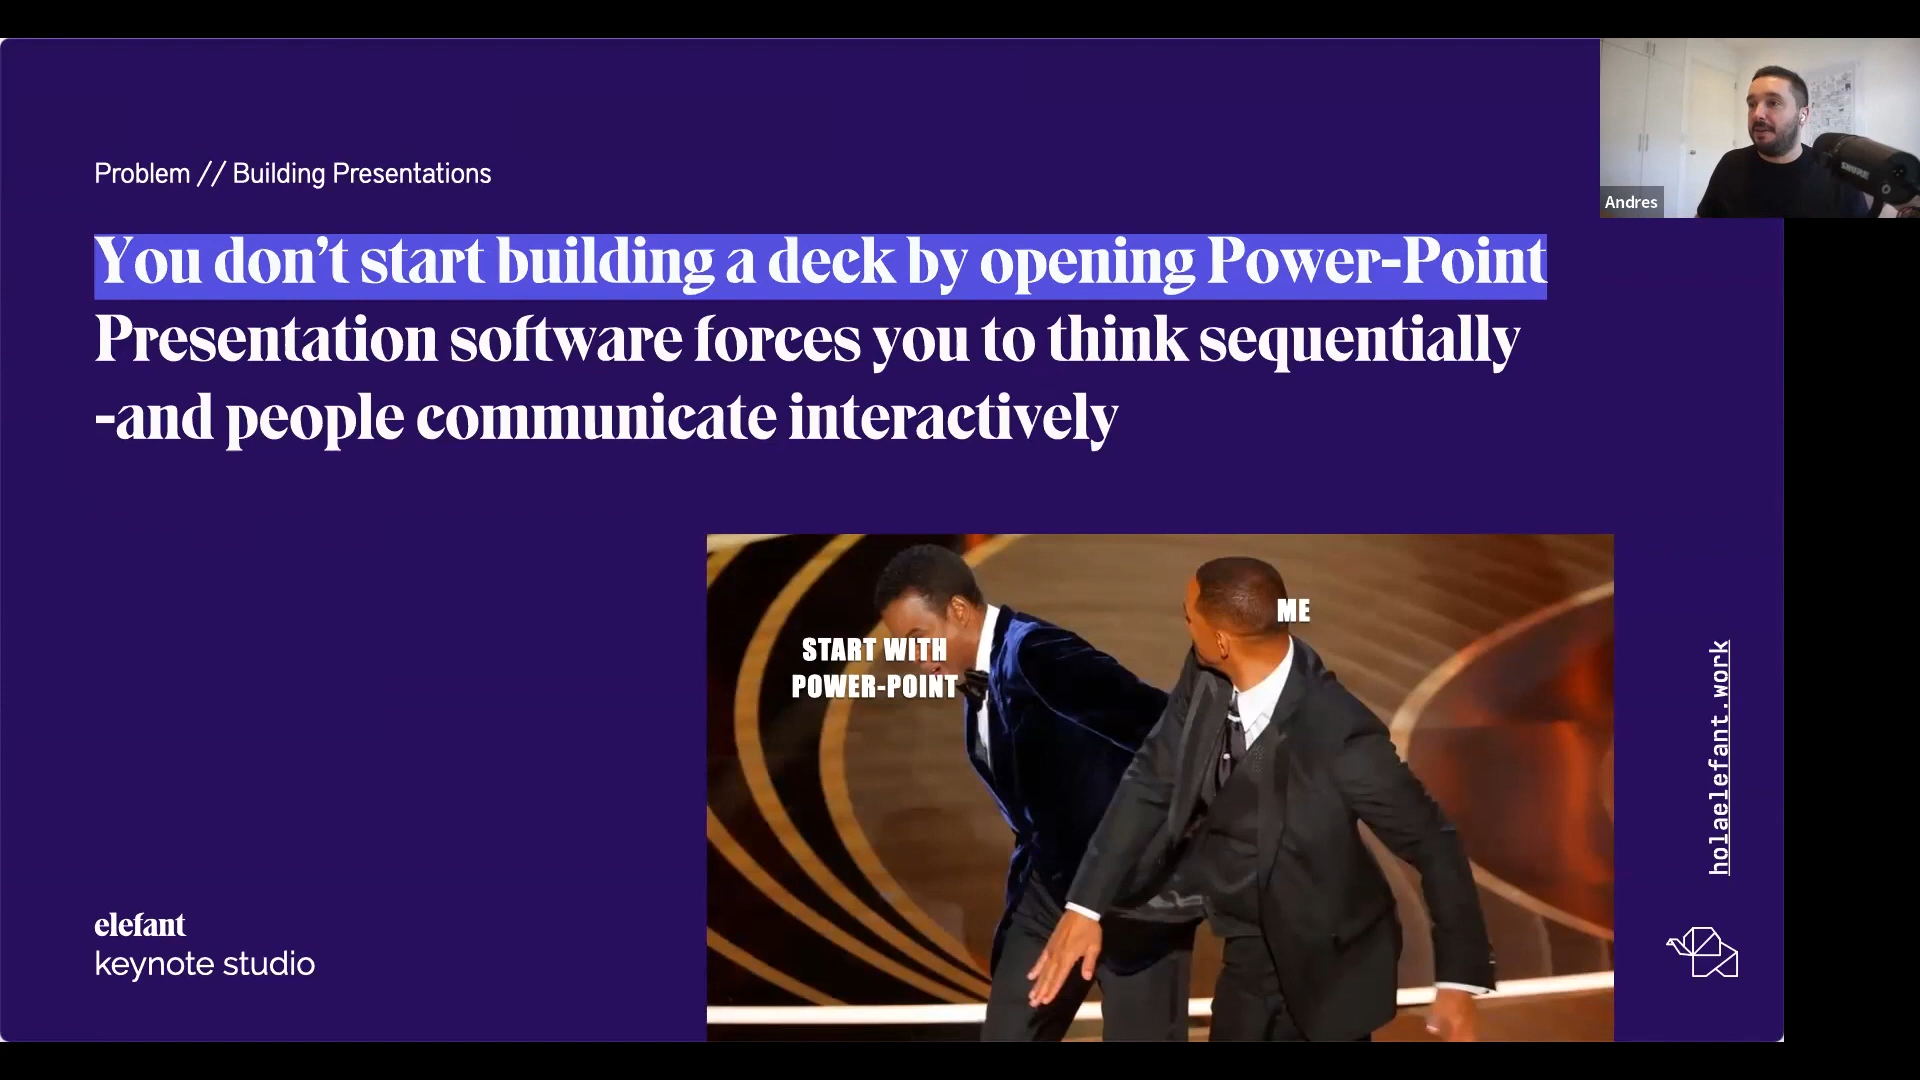 Problem // Building Presentations
Andres
SHURE
You don't start building a deck by opening Power-Point
Presentation software forces you to think sequentially
-and people communicate interactively
START WITH
POWER-POINT
ME
holaelefant.work
elefant
keynote studio